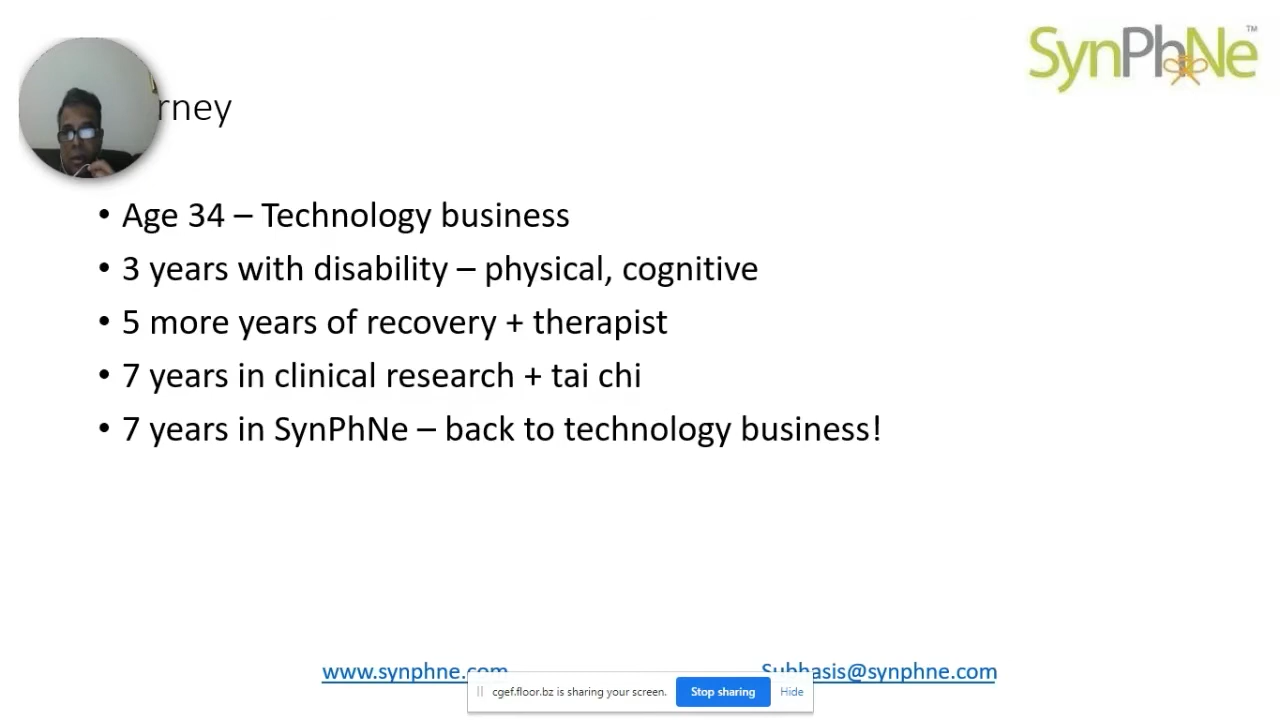 SynPhNe™
rney
• Age 34 – Technology business
• 3 years with disability – physical, cognitive
• 5 more years of recovery + therapist
• 7 years in clinical research + tai chi
• 7 years in SynPhNe – back to technology business!
www.synphne.com Subhasis@synphne.com
cgef.floor.bz is sharing your screen. Stop sharing Hide